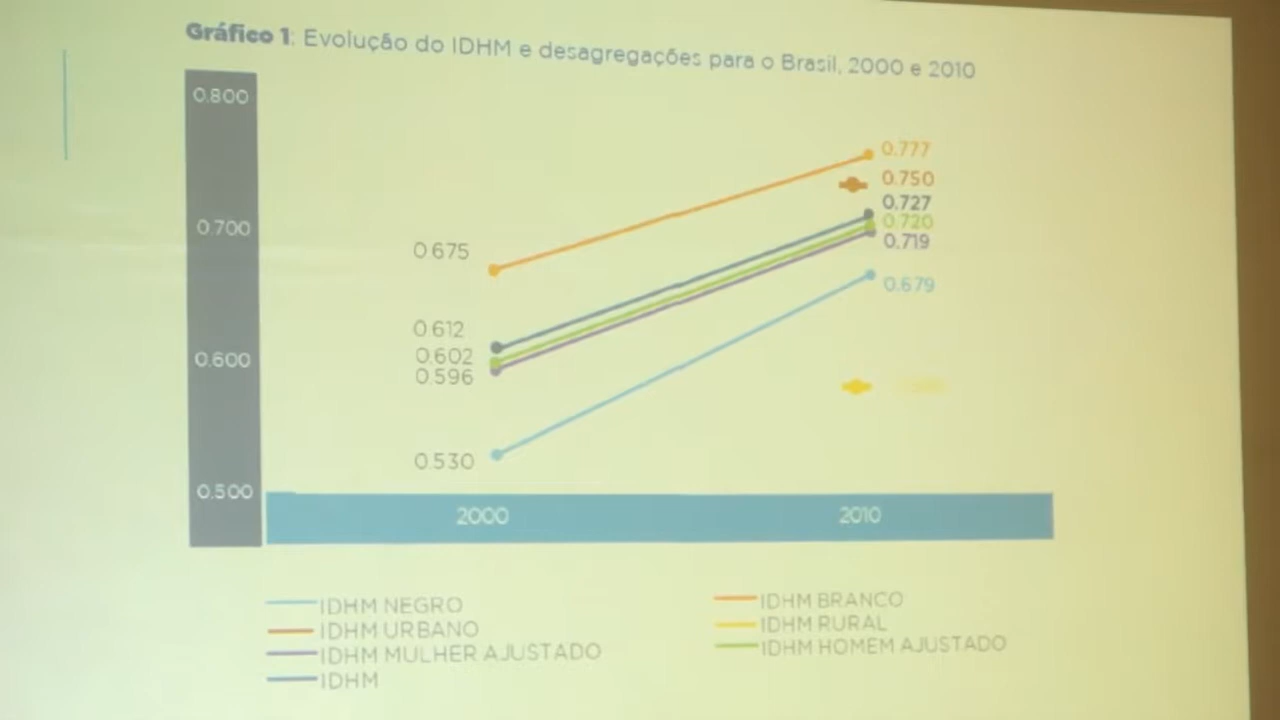 Gráfico 1: Evolução do IDHM e desagregações para o Brasil, 2000 e 2010
0.800
0.700
0.600
0.500
0.777
0.750
0.727
0.720
0.719
0.679
0.675
0.612
0.602
0.596
0.530
2000
2010
IDHM NEGRO
IDHM BRANCO
IDHM URBANO
IDHM RURAL
IDHM MULHER AJUSTADO
IDHM HOMEM AJUSTADO
IDHM